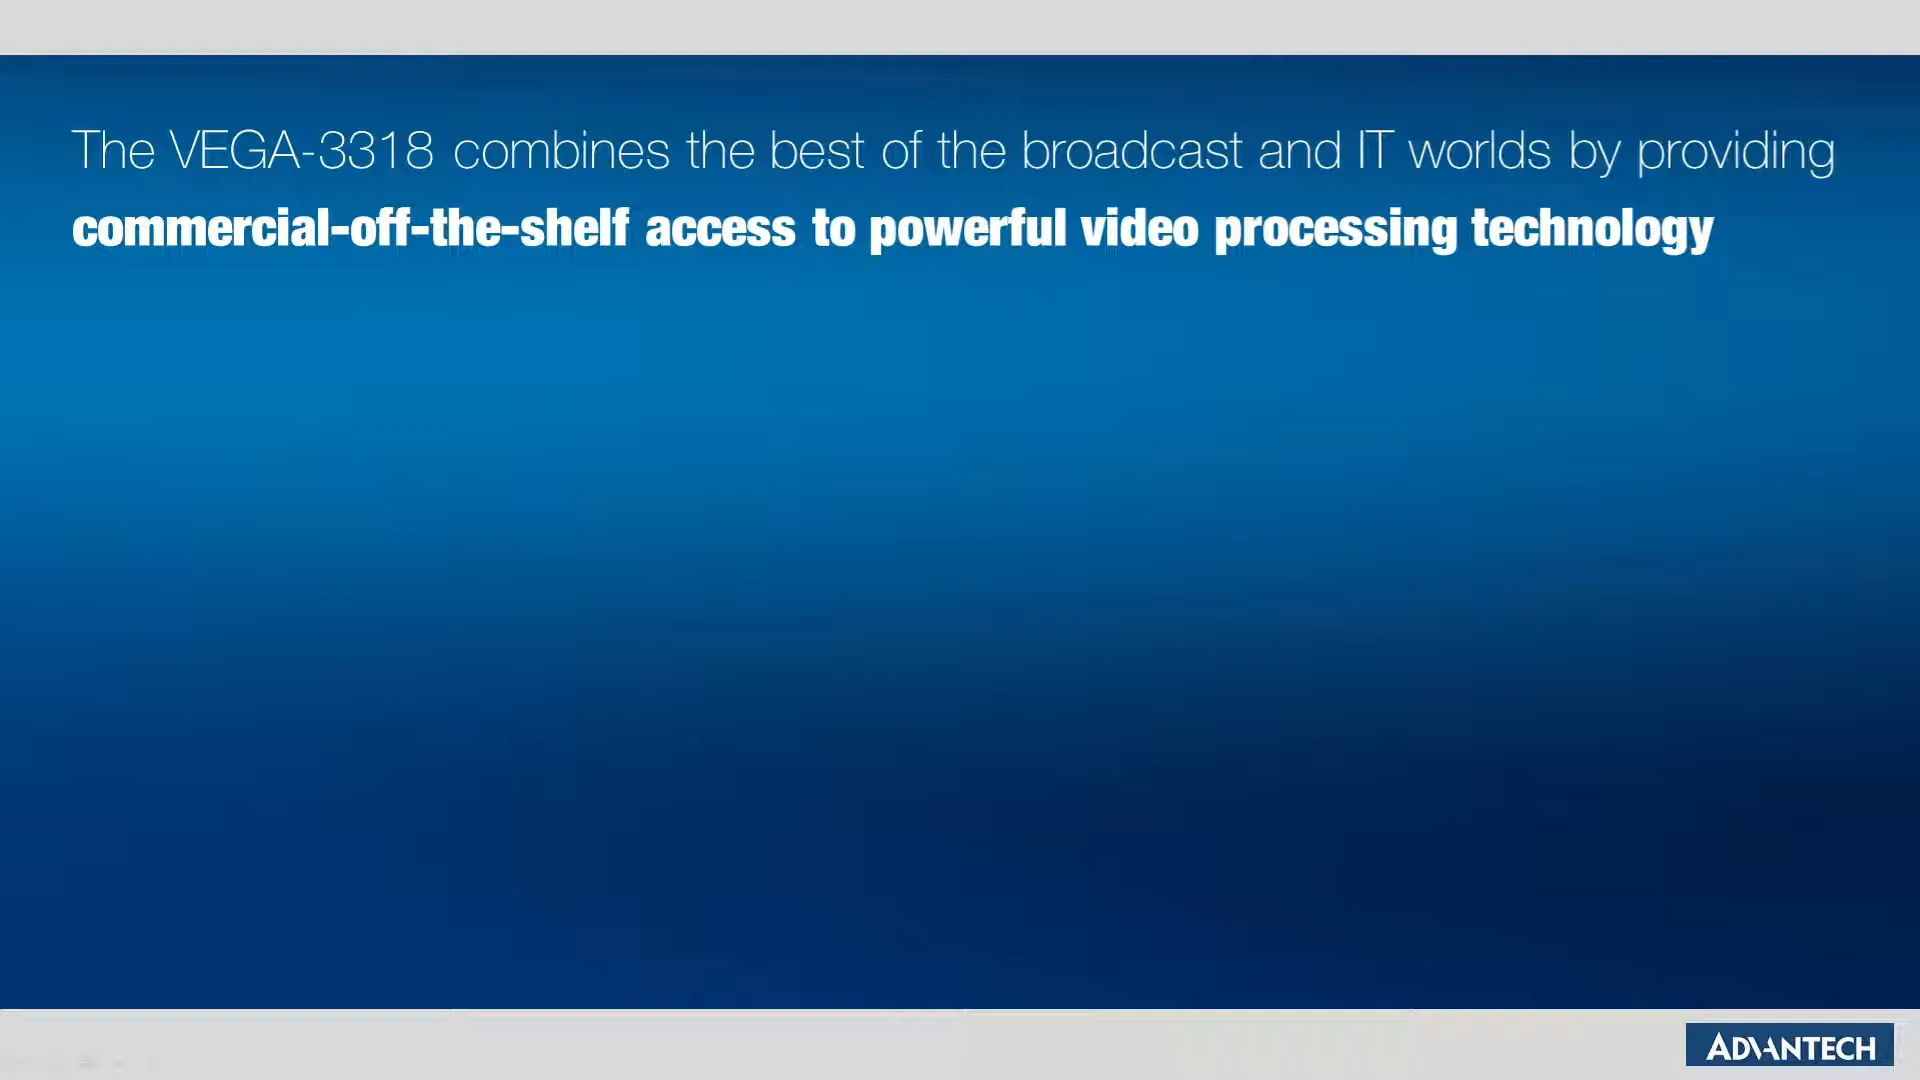 The VEGA-3318 combines the best of the broadcast and IT worlds by providing
commercial-off-the-shelf access to powerful video processing technology
ADVANTECH